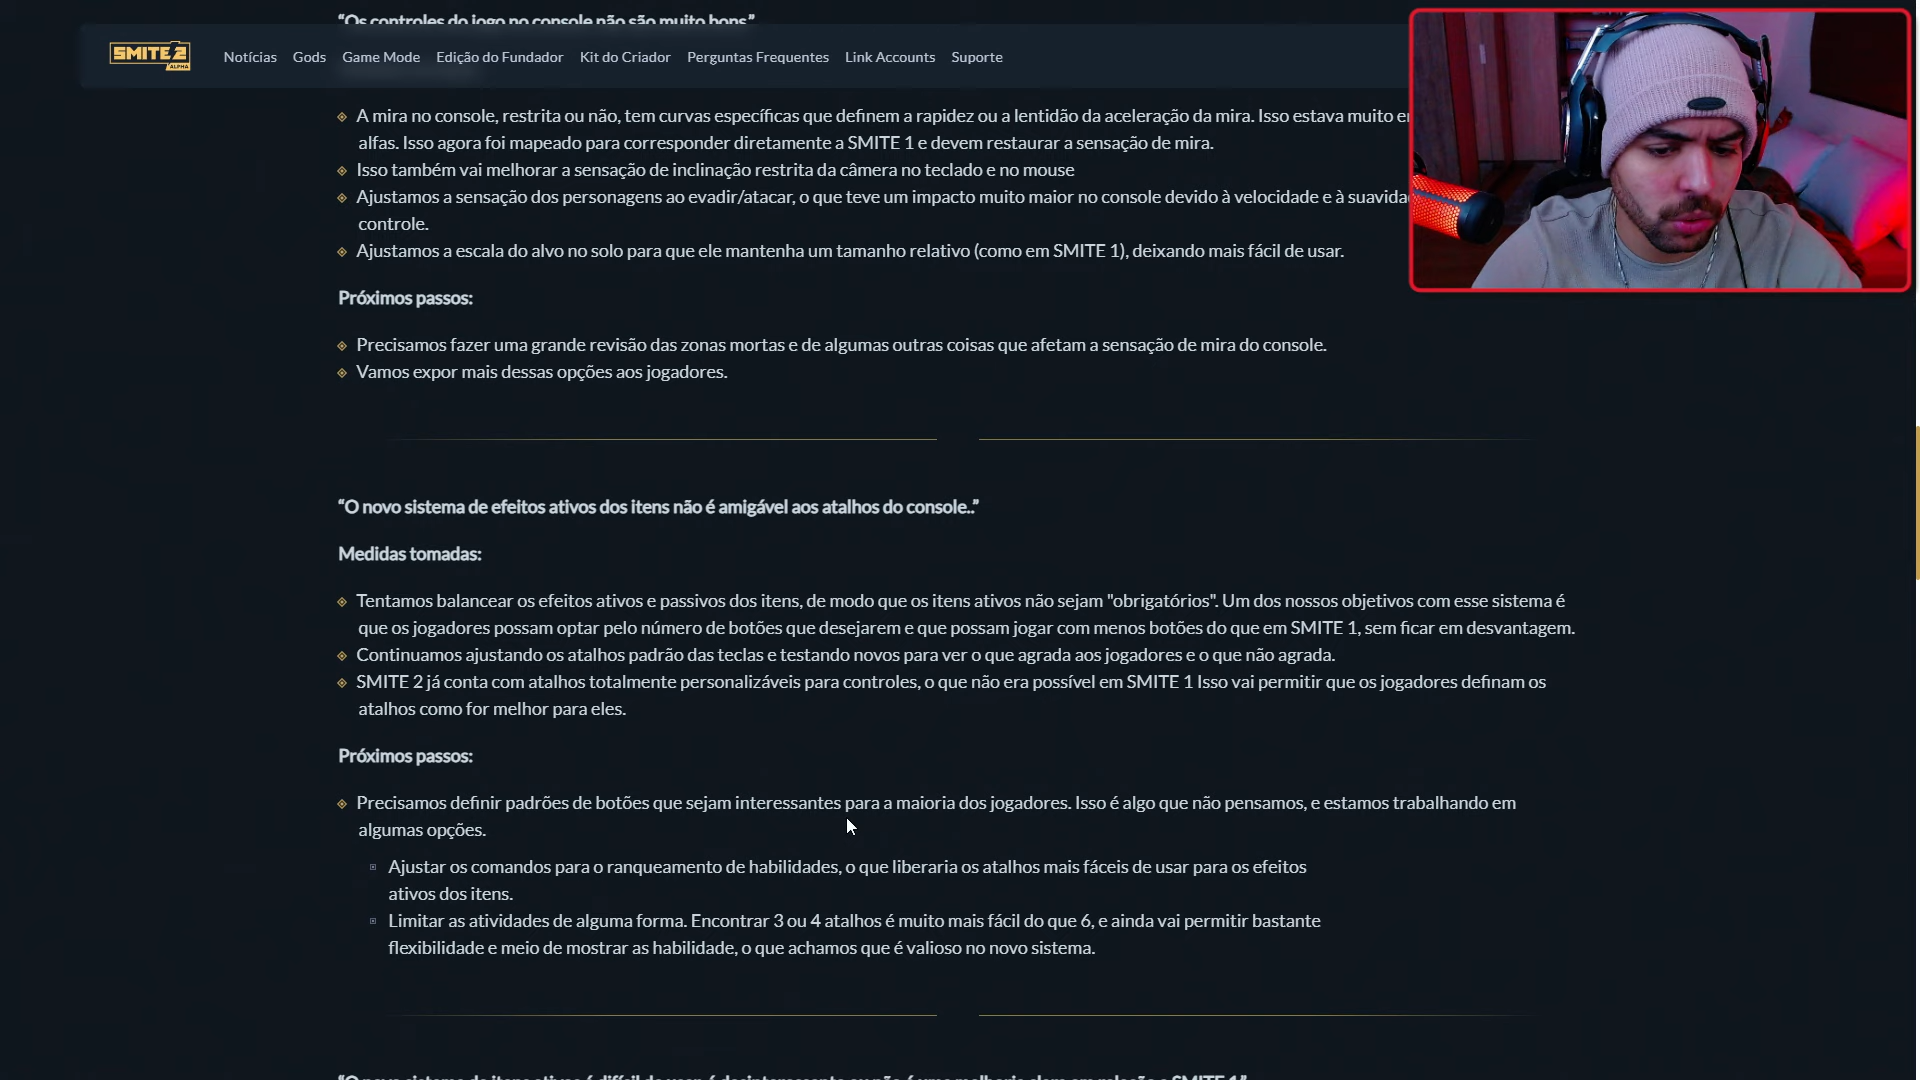 “Os controles do jogo no console não são muito bons”
SMITE 2
ALPHA
Notícias Gods Game Mode Edição do Fundador Kit do Criador Perguntas Frequentes Link Accounts Suporte
A mira no console, restrita ou não, tem curvas específicas que definem a rapidez ou a lentidão da aceleração da mira. Isso estava muito
alfas. Isso agora foi mapeado para corresponder diretamente a SMITE 1 e devem restaurar a sensação de mira.
Isso também vai melhorar a sensação de inclinação restrita da câmera no teclado e no mouse
Ajustamos a sensação dos personagens ao evadir/atacar, o que teve um impacto muito maior no console devido à velocidade e à
controle.
Ajustamos a escala do alvo no solo para que ele mantenha um tamanho relativo (como em SMITE 1), deixando mais fácil de usar.
Próximos passos:
Precisamos fazer uma grande revisão das zonas mortas e de algumas outras coisas que afetam a sensação de mira do console.
Vamos expor mais dessas opções aos jogadores.
“O novo sistema de efeitos ativos dos itens não é amigável aos atalhos do console..”
Medidas tomadas:
Tentamos balancear os efeitos ativos e passivos dos itens, de modo que os itens ativos não sejam "obrigatórios". Um dos nossos objetivos com esse sistema é
que os jogadores possam optar pelo número de botões que desejarem e que possam jogar com menos botões do que em SMITE 1, sem ficar em desvantagem.
Continuamos ajustando os atalhos padrão das teclas e testando novos para ver o que agrada aos jogadores e o que não agrada.
SMITE 2 já conta com atalhos totalmente personalizáveis para controles, o que não era possível em SMITE 1 Isso vai permitir que os jogadores definam os
atalhos como for melhor para eles.
Próximos passos:
Precisamos definir padrões de botões que sejam interessantes para a maioria dos jogadores. Isso é algo que não pensamos, e estamos trabalhando em
algumas opções.
Ajustar os comandos para o ranqueamento de habilidades, o que liberaria os atalhos mais fáceis de usar para os efeitos
ativos dos itens.
Limitar as atividades de alguma forma. Encontrar 3 ou 4 atalhos é muito mais fácil do que 6, e ainda vai permitir bastante
flexibilidade e meio de mostrar as habilidade, o que achamos que é valioso no novo sistema.